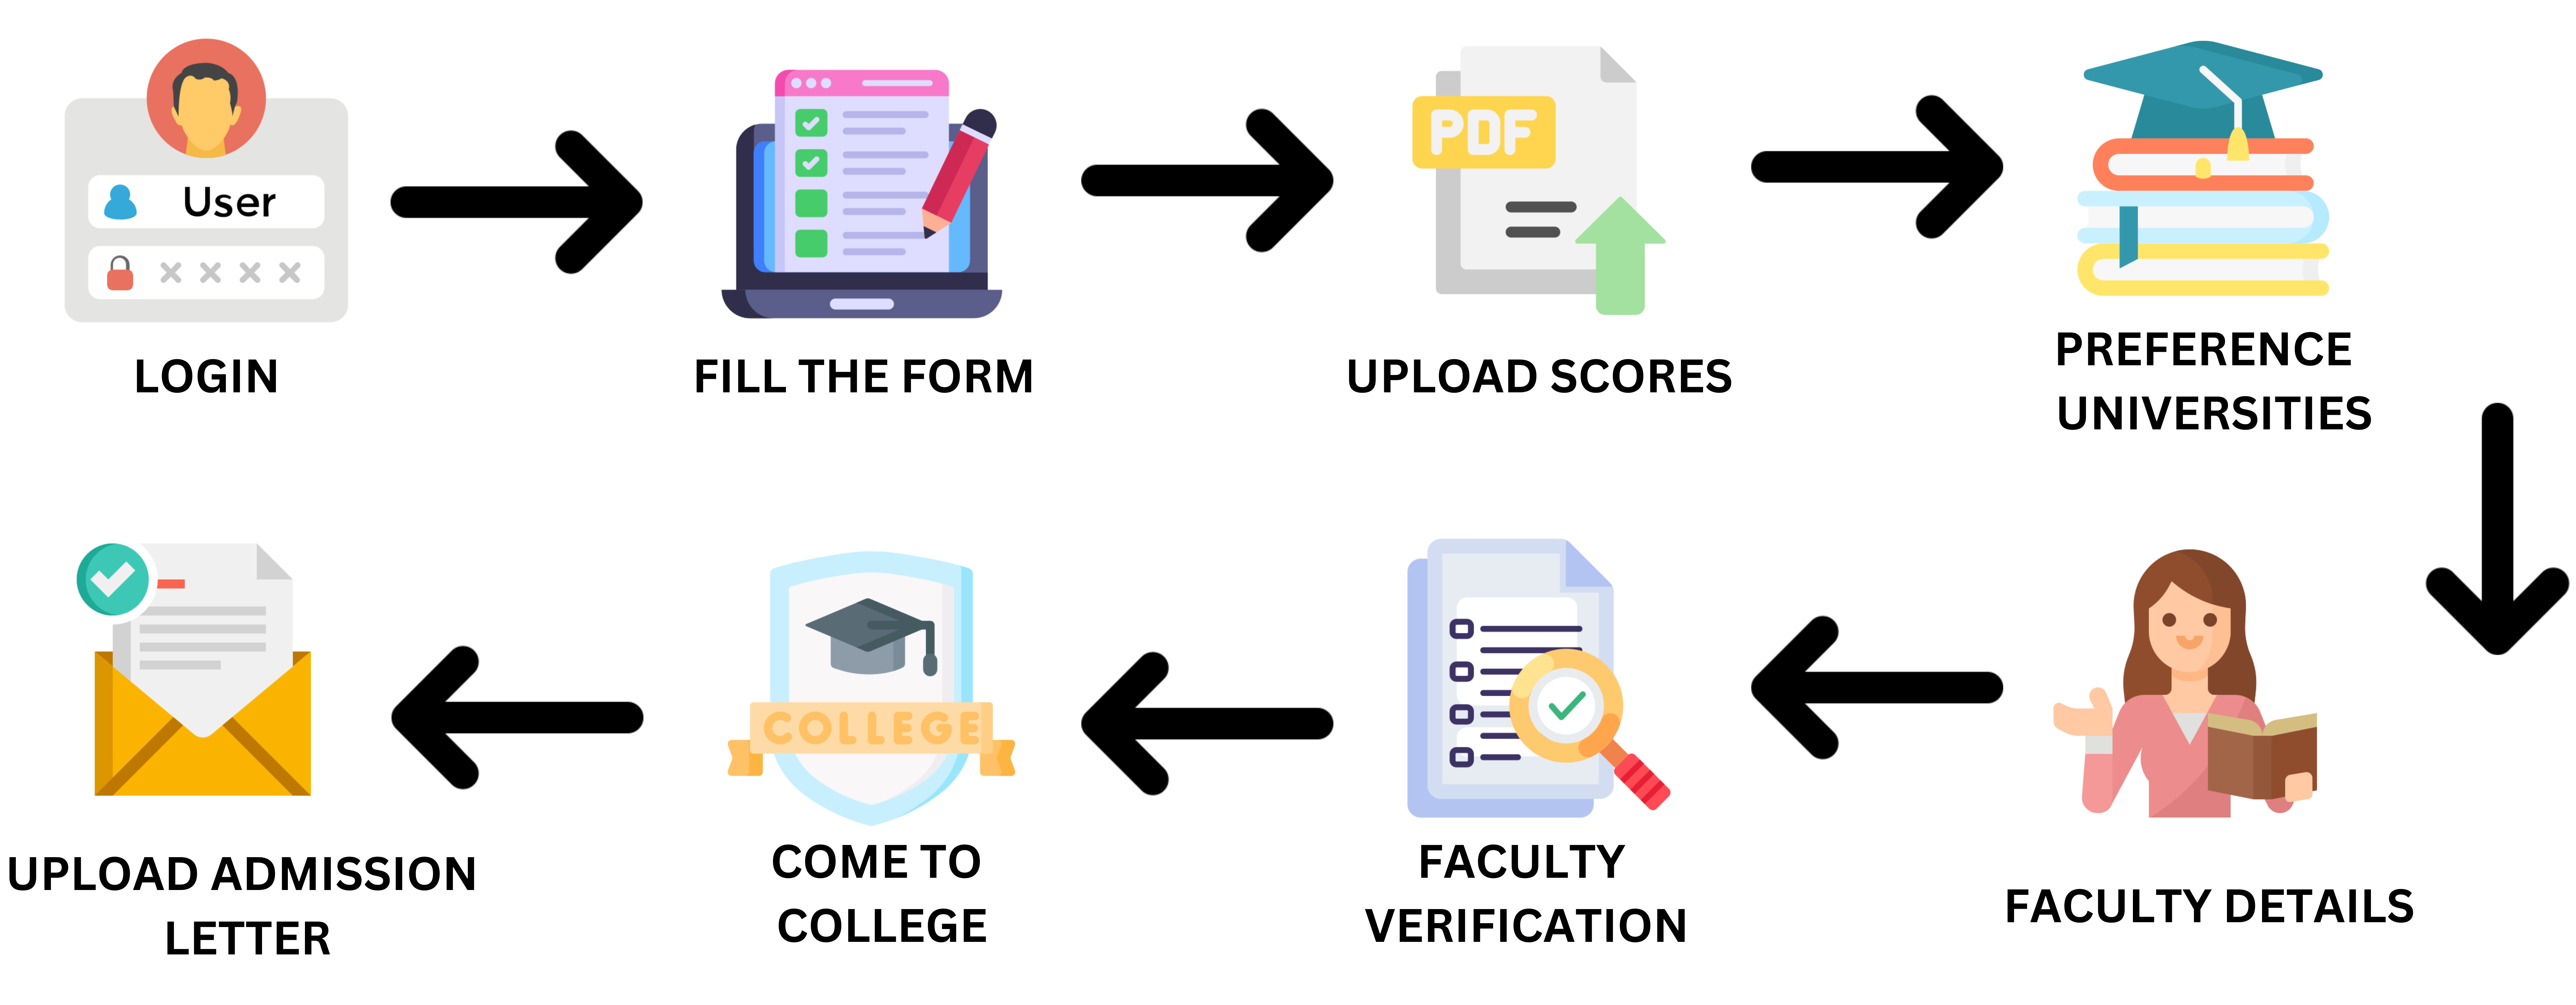 User
LOGIN
FILL THE FORM
PDF
UPLOAD SCORES
PREFERENCE
UNIVERSITIES
FACULTY DETAILS
FACULTY
VERIFICATION
COLLEGE
COME TO
COLLEGE
UPLOAD ADMISSION
LETTER